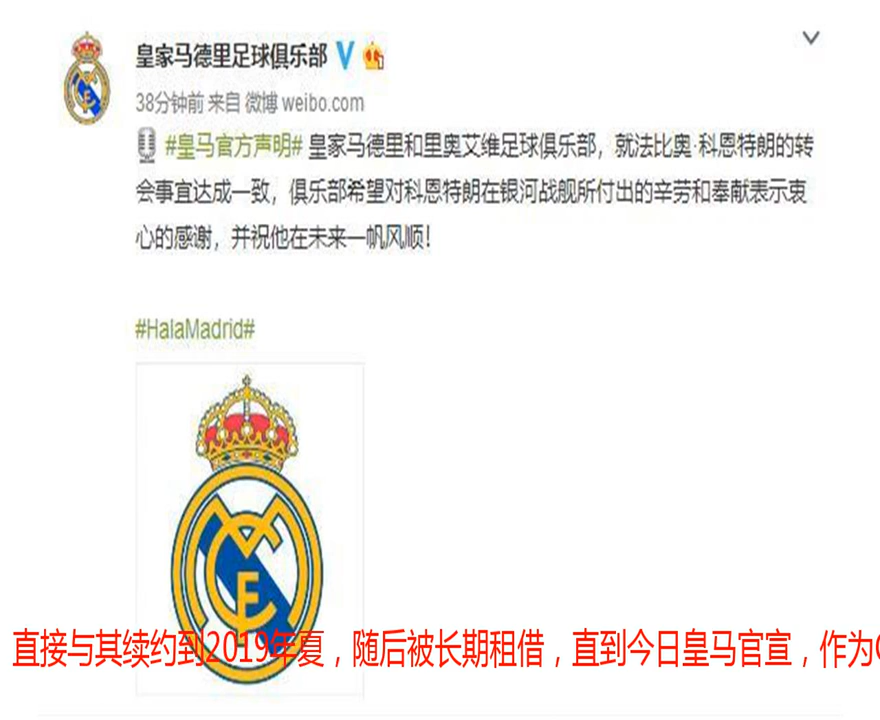 皇家马德里足球俱乐部
38分钟前 来自 微博 weibo.com
#皇马官方声明# 皇家马德里和里奥艾维足球俱乐部，就法比奥·科恩特朗的转
会事宜达成一致，俱乐部希望对科恩特朗在银河战舰所付出的辛劳和奉献表示衷
心的感谢，并祝他在未来一帆风顺！
#HalaMadrid#
直接与其续约到2019年夏，随后被长期租借，直到今日皇马官宣，作为